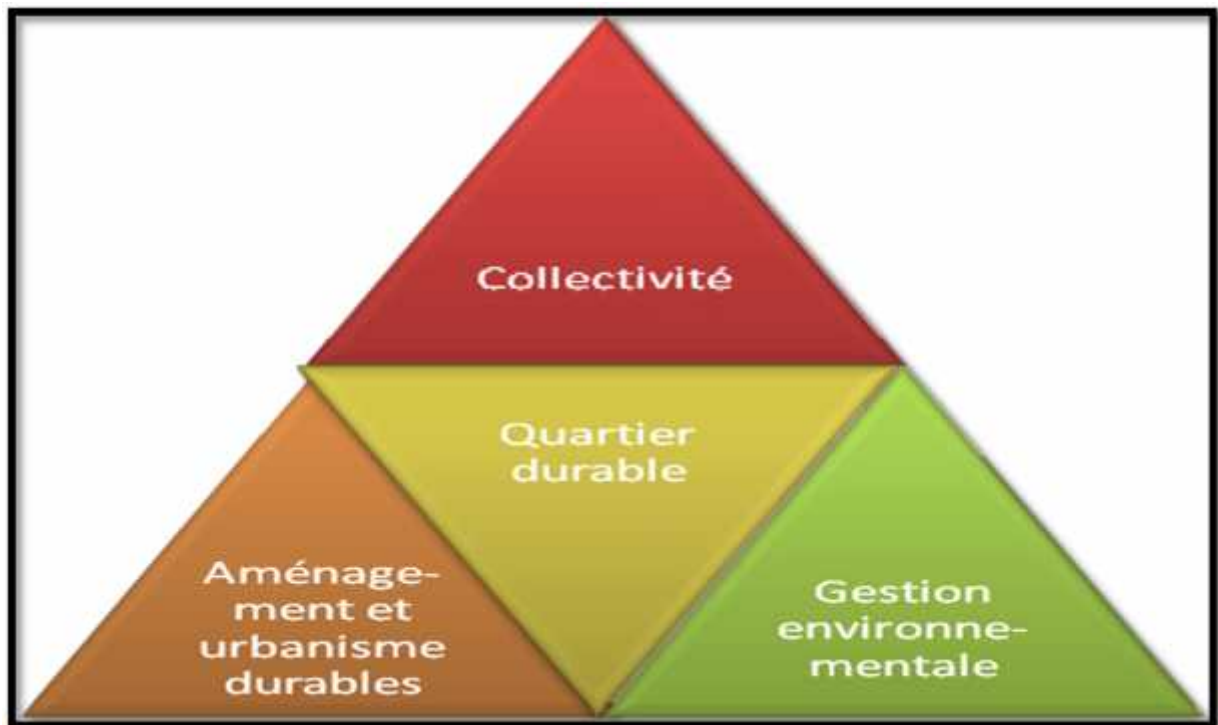 Collectivité
Quartier
durable
Aménage-
ment et
urbanisme
durables
Gestion
environne-
mentale